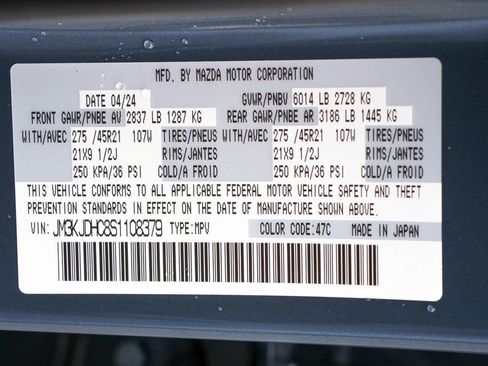 MFD. BY MAZDA MOTOR CORPORATION
DATE 04/24 GVWR/PNBV 6014 LB 2728 KG
FRONT GAWR/PNBE AV 2837 LB 1287 KG REAR GAWR/PNBE AR 3186 LB 1445 KG
WITH/AVEC 275 /45R21 107W TIRES/PNEUS WITH/AVEC 275 /45R21 107W TIRES/PNEUS
21X9 1/2J RIMS/JANTES 21X9 1/2J RIMS/JANTES
250 KPA/36 PSI COLD/A FROID 250 KPA/36 PSI COLD/A FROID
THIS VEHICLE CONFORMS TO ALL APPLICABLE FEDERAL MOTOR VEHICLE SAFETY AND THEFT
PREVENTION STANDARDS IN EFFECT ON THE DATE OF MANUFACTURE SHOWN ABOVE.
VIN: JM3KJDHC8S1108379 TYPE:MPV COLOR CODE:47C MADE IN JAPAN